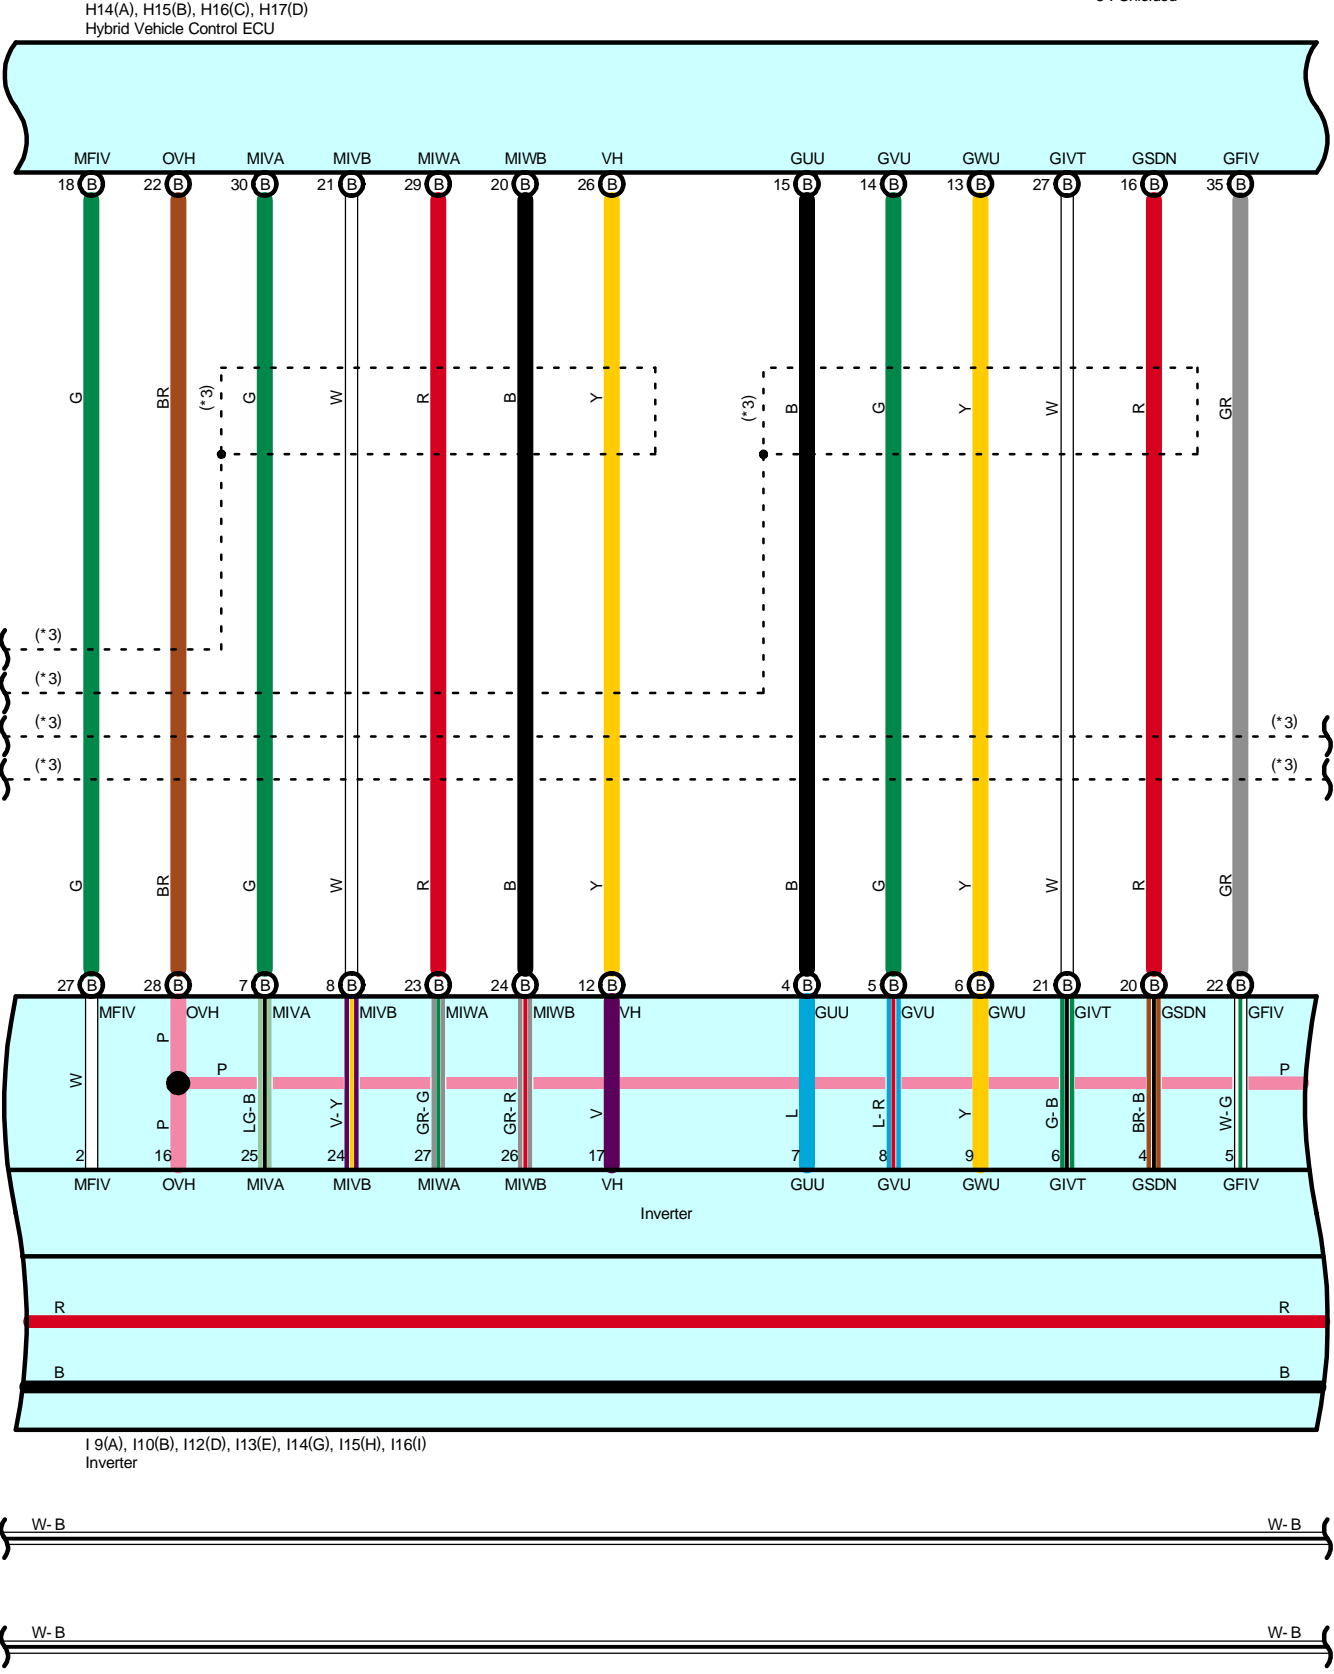 H14(A), H15(B), H16(C), H17(D)
Hybrid Vehicle Control ECU
MFIV OVH MIVA MIVB MIWA MIWB VH GUU GVU GWU GIVT GSDN GFIV
18 B 22 B 30 B 21 B 29 B 20 B 26 B 15 B 14 B 13 B 27 B 16 B 35 B
G BR (*3) G W R B Y (*3) B G Y W R GR
(*3)
(*3)
(*3) (*3)
(*3) (*3)
G BR G W R B Y B G Y W R GR
27 B 28 B 7 B 8 B 23 B 24 B 12 B 4 B 5 B 6 B 21 B 20 B 22 B
MFIV OVH MIVA MIVB MIWA MIWB VH GUU GVU GWU GIVT GSDN GFIV
P
P P
W P LG-B V-Y GR-G GR-R V L L-R Y G-B BR-B W-G
2 16 25 24 27 26 17 7 8 9 6 4 5
MFIV OVH MIVA MIVB MIWA MIWB VH GUU GVU GWU GIVT GSDN GFIV
Inverter
R R
B B
I 9(A), I10(B), I12(D), I13(E), I14(G), I15(H), I16(I)
Inverter
W-B W-B
W-B W-B